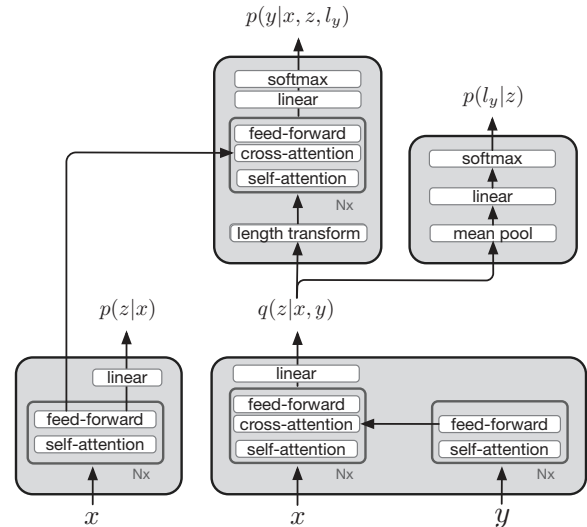 p(y|x, z, l_y)
softmax
linear
feed-forward
cross-attention
self-attention
Nx
length transform
p(l_y|z)
softmax
linear
mean pool
p(z|x)
linear
feed-forward
self-attention
Nx
x
q(z|x, y)
linear
feed-forward
cross-attention
self-attention
Nx
x
feed-forward
self-attention
Nx
y